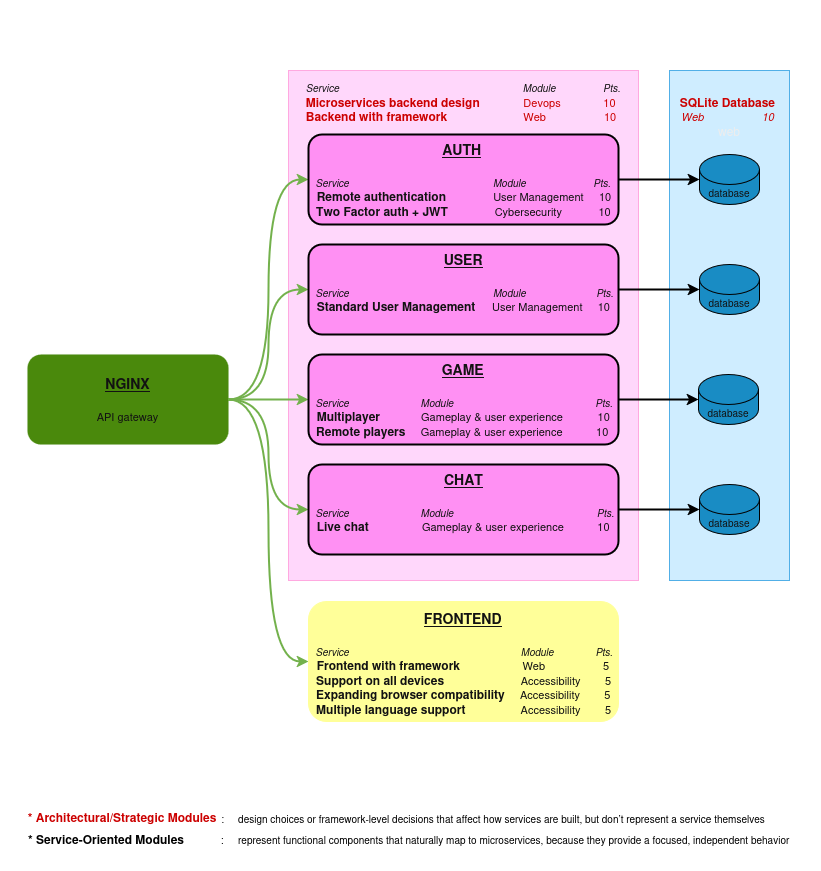 Service Module Pts.
Microservices backend design Devops 10
Backend with framework Web 10
SQLite Database
Web 10
web
AUTH
Service Module Pts.
Remote authentication User Management 10
Two Factor auth + JWT Cybersecurity 10
database
USER
Service Module Pts.
Standard User Management User Management 10
database
NGINX
API gateway
GAME
Service Module Pts.
Multiplayer Gameplay & user experience 10
Remote players Gameplay & user experience 10
database
CHAT
Service Module Pts.
Live chat Gameplay & user experience 10
database
FRONTEND
Service Module Pts.
Frontend with framework Web 5
Support on all devices Accessibility 5
Expanding browser compatibility Accessibility 5
Multiple language support Accessibility 5
* Architectural/Strategic Modules : design choices or framework-level decisions that affect how services are built, but don't represent a service themselves
* Service-Oriented Modules : represent functional components that naturally map to microservices, because they provide a focused, independent behavior